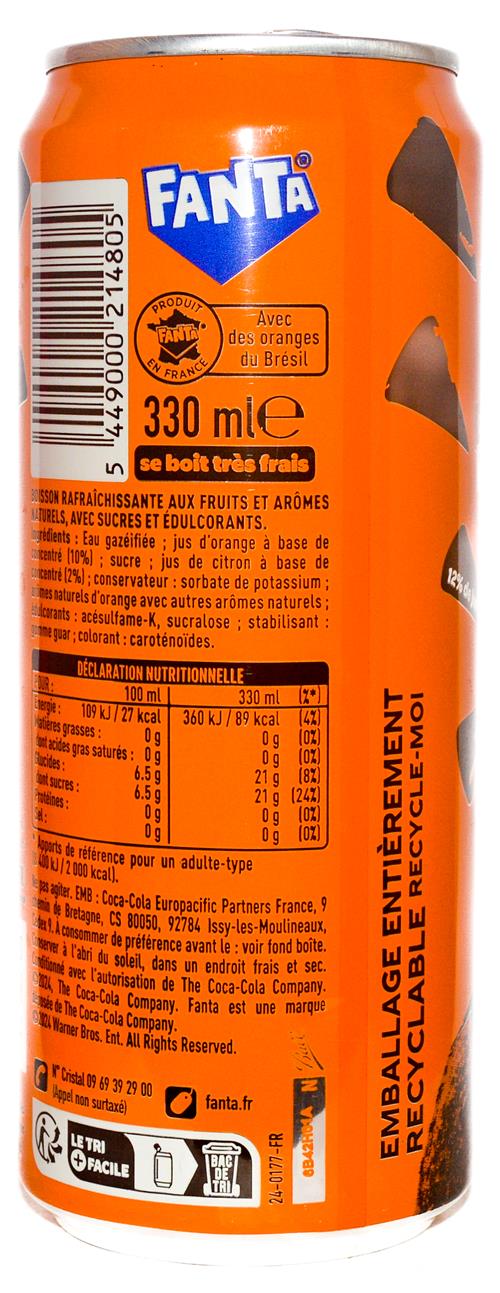 FANTA®
5 449000 214805
PRODUIT
FANTA
EN FRANCE
Avec
des oranges
du Brésil
330 ml e
se boit très frais
BOISSON RAFRAÎCHISSANTE AUX FRUITS ET ARÔMES
NATURELS, AVEC SUCRES ET ÉDULCORANTS.
Ingrédients : Eau gazéifiée ; jus d'orange à base de
concentré (10%) ; sucre ; jus de citron à base de
concentré (2%) ; conservateur : sorbate de potassium ;
arômes naturels d'orange avec autres arômes naturels ;
édulcorants : acésulfame-K, sucralose ; stabilisant :
gomme guar ; colorant : caroténoïdes.
DÉCLARATION NUTRITIONNELLE
POUR : 100 ml 330 ml (%*)
Énergie : 109 kJ / 27 kcal 360 kJ / 89 kcal (4%)
Matières grasses : 0 g 0 g (0%)
dont acides gras saturés : 0 g 0 g (0%)
Glucides : 6.5 g 21 g (8%)
dont sucres : 6.5 g 21 g (24%)
Protéines : 0 g 0 g (0%)
Sel : 0 g 0 g (0%)
* Apports de référence pour un adulte-type
(8 400 kJ / 2 000 kcal).
Ne pas agiter. EMB : Coca-Cola Europacific Partners France, 9
chemin de Bretagne, CS 80050, 92784 Issy-les-Moulineaux,
Cedex 9. À consommer de préférence avant le : voir fond boîte.
Conserver à l'abri du soleil, dans un endroit frais et sec.
Conditionné avec l'autorisation de The Coca-Cola Company.
©2024, The Coca-Cola Company. Fanta est une marque
déposée de The Coca-Cola Company.
©2024 Warner Bros. Ent. All Rights Reserved.
N° Cristal 09 69 39 29 00
(Appel non surtaxé)
fanta.fr
LE TRI
+ FACILE
BAC
DE
TRI
24-0177-FR
N
EMBALLAGE ENTIÈREMENT
RECYCLABLE RECYCLE-MOI
12% de